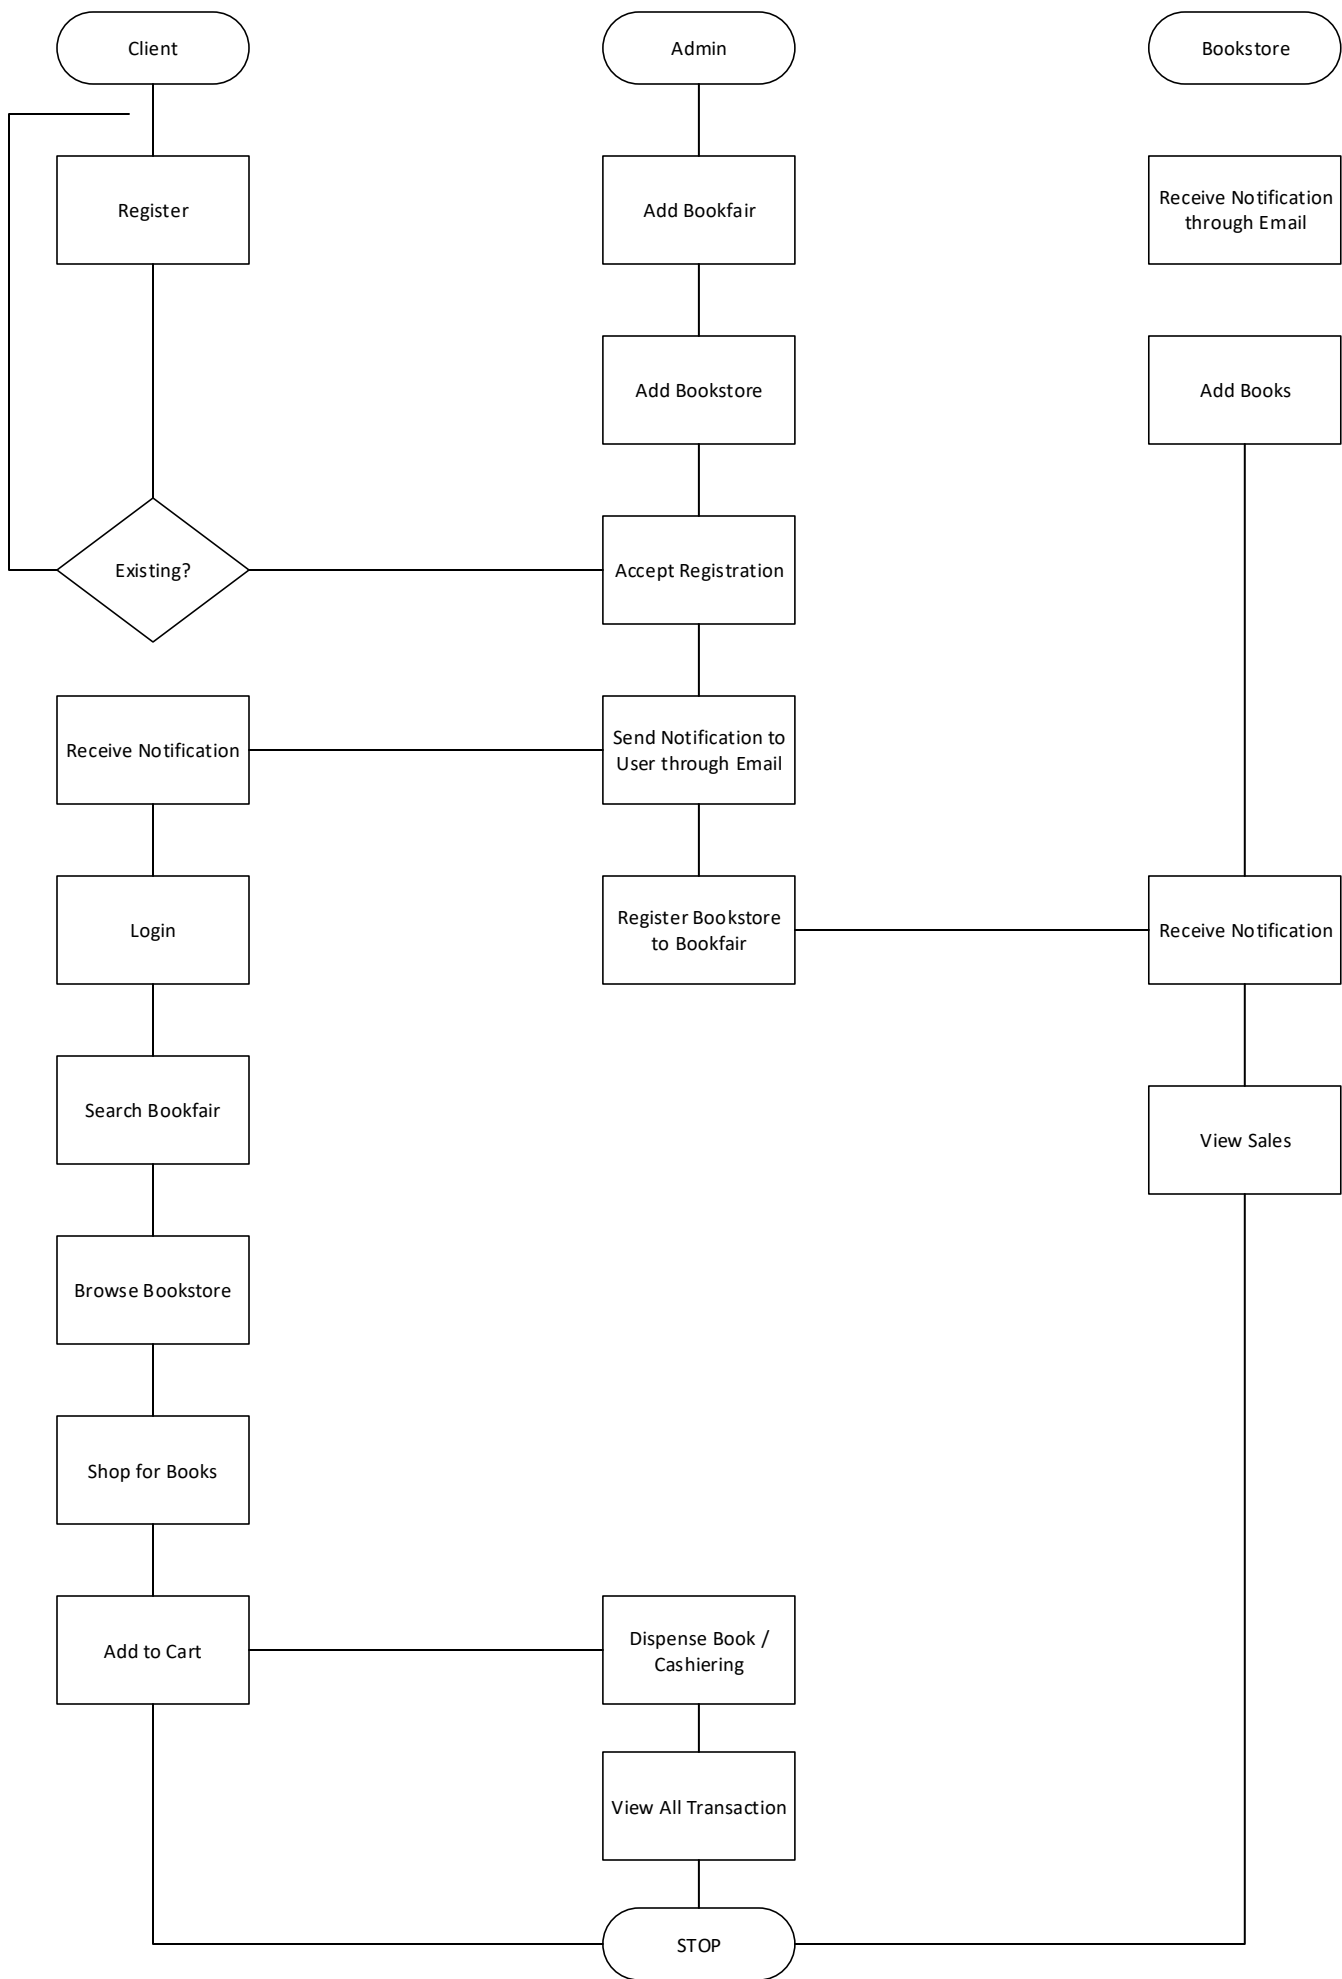 Client
Admin
Bookstore
Register
Add Bookfair
Receive Notification
through Email
Add Bookstore
Add Books
Existing?
Accept Registration
Receive Notification
Send Notification to
User through Email
Login
Register Bookstore
to Bookfair
Receive Notification
Search Bookfair
View Sales
Browse Bookstore
Shop for Books
Add to Cart
Dispense Book /
Cashiering
View All Transaction
STOP